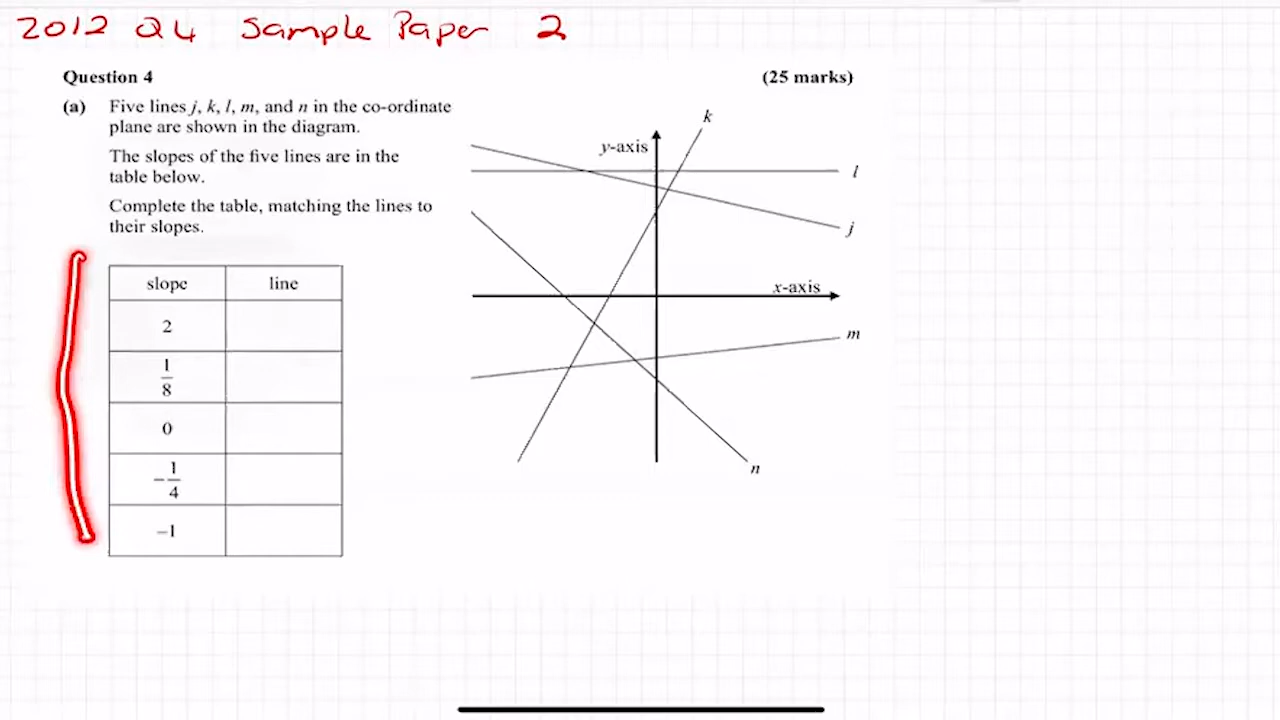 2012 Q4 Sample Paper 2
Question 4 (25 marks)
(a) Five lines j, k, l, m, and n in the co-ordinate
plane are shown in the diagram.
The slopes of the five lines are in the
table below.
Complete the table, matching the lines to
their slopes.
slope line
2
1/8
0
-1/4
–1
k
y-axis
l
j
x-axis
m
n